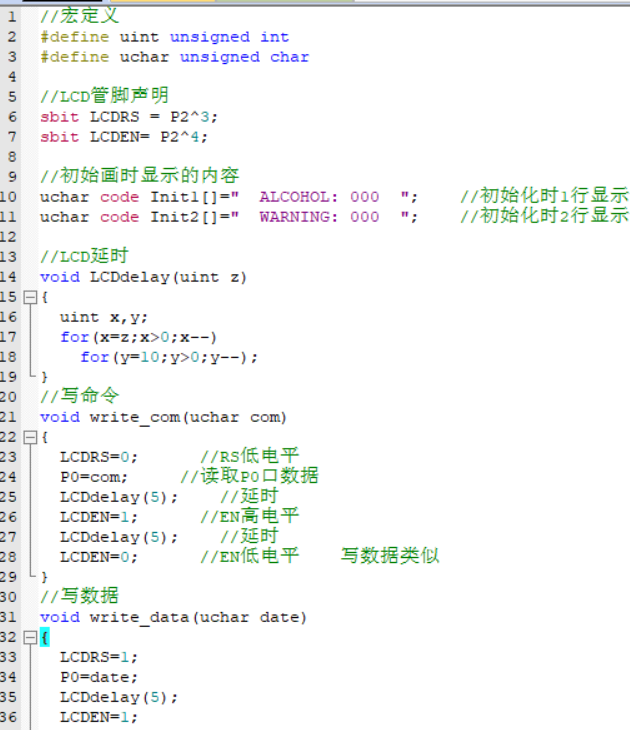 1 //宏定义
2 #define uint unsigned int
3 #define uchar unsigned char
4
5 //LCD管脚声明
6 sbit LCDRS = P2^3;
7 sbit LCDEN= P2^4;
8
9 //初始画时显示的内容
10 uchar code Init1[]="  ALCOHOL: 000  ";    //初始化时1行显示
11 uchar code Init2[]="  WARNING: 000  ";    //初始化时2行显示
12
13 //LCD延时
14 void LCDdelay(uint z)
15 {
16   uint x,y;
17   for(x=z;x>0;x--)
18     for(y=10;y>0;y--);
19 }
20 //写命令
21 void write_com(uchar com)
22 {
23   LCDRS=0;      //RS低电平
24   P0=com;     //读取P0口数据
25   LCDdelay(5);    //延时
26   LCDEN=1;      //EN高电平
27   LCDdelay(5);    //延时
28   LCDEN=0;      //EN低电平    写数据类似
29 }
30 //写数据
31 void write_data(uchar date)
32 {
33   LCDRS=1;
34   P0=date;
35   LCDdelay(5);
36   LCDEN=1;